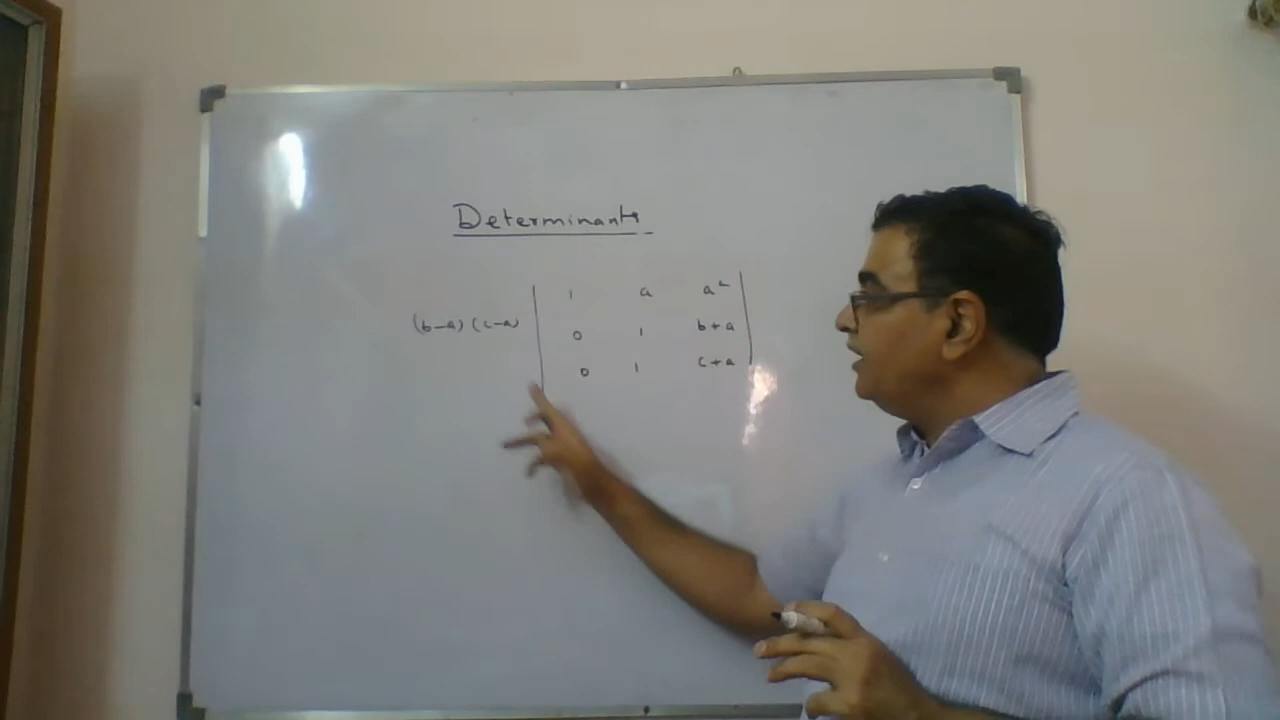 Determinants
1 a a²
(b-a) (c-a) 0 1 b+a
0 1 c+a